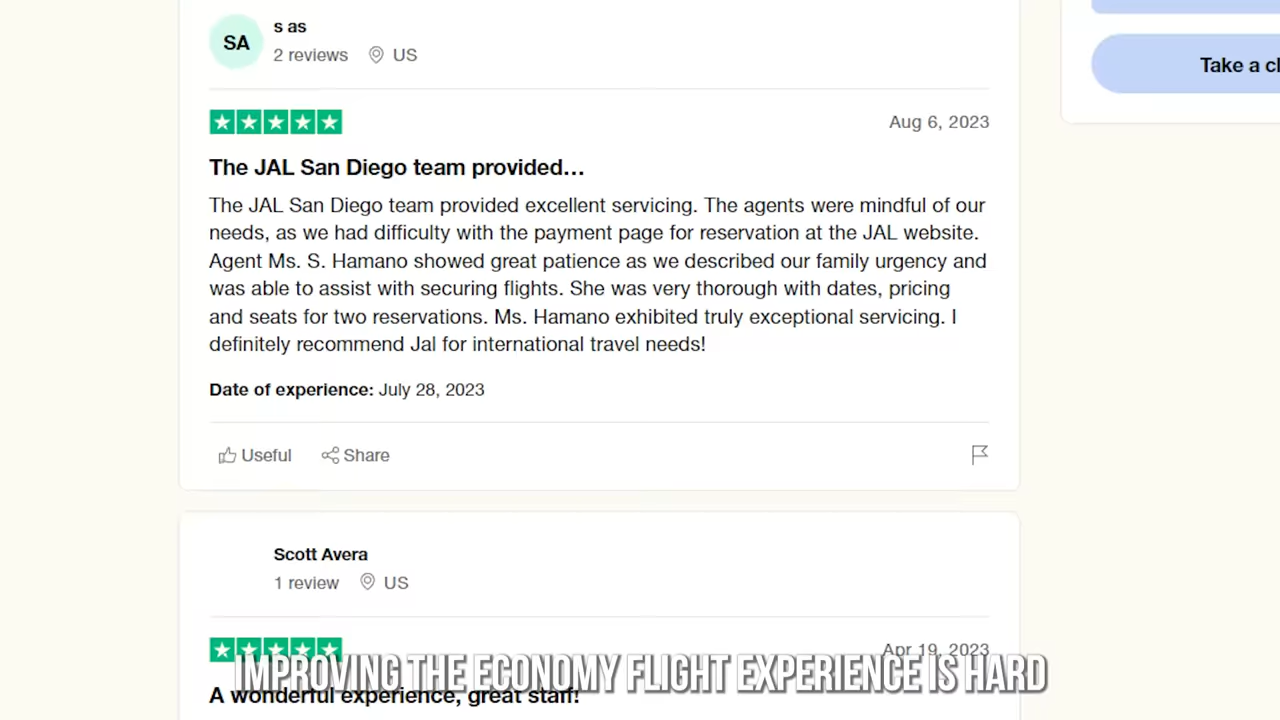 s as
SA
2 reviews US
Take a cl
Aug 6, 2023
The JAL San Diego team provided...
The JAL San Diego team provided excellent servicing. The agents were mindful of our
needs, as we had difficulty with the payment page for reservation at the JAL website.
Agent Ms. S. Hamano showed great patience as we described our family urgency and
was able to assist with securing flights. She was very thorough with dates, pricing
and seats for two reservations. Ms. Hamano exhibited truly exceptional servicing. I
definitely recommend Jal for international travel needs!
Date of experience: July 28, 2023
Useful Share
Scott Avera
1 review US
Apr 19, 2023
IMPROVING THE ECONOMY FLIGHT EXPERIENCE IS HARD
A wonderful experience, great staff!